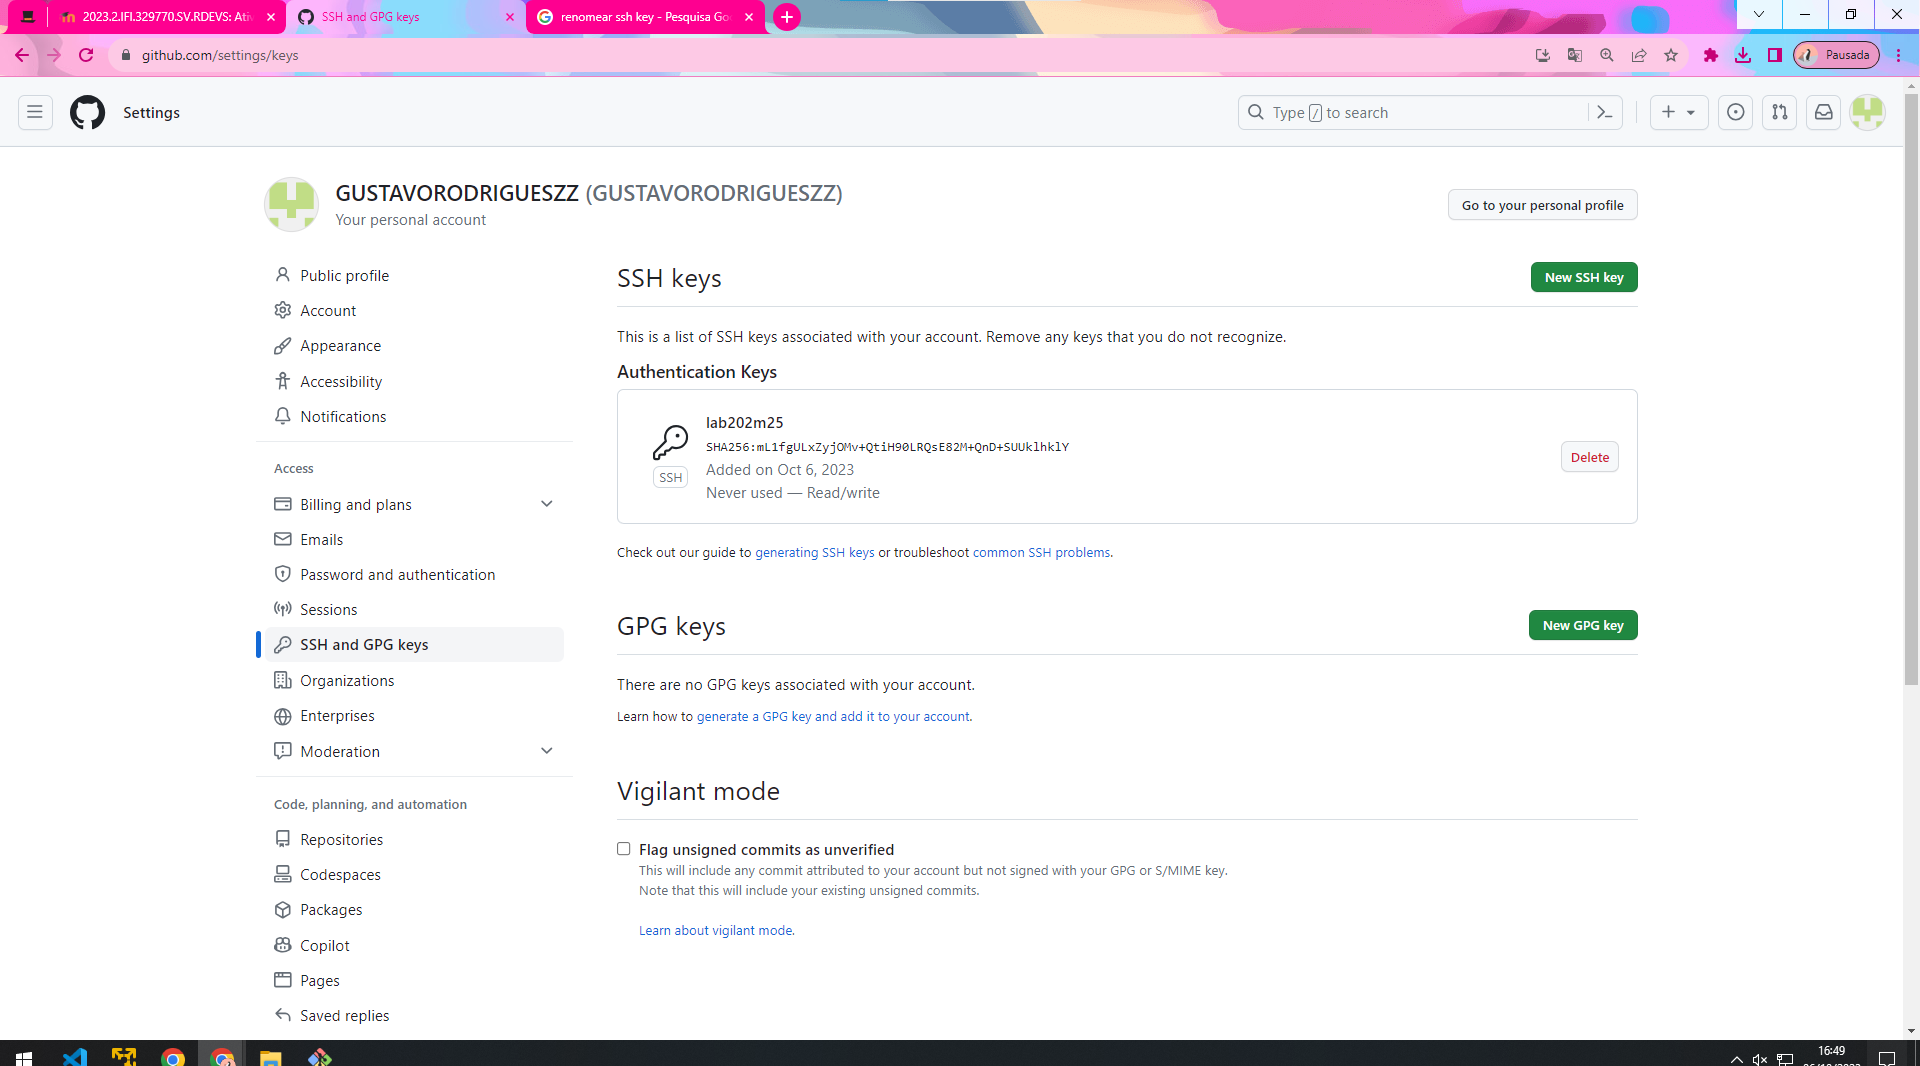 2023.2.IFI.329770.SV.RDEVS: Ativ
SSH and GPG keys
renomear ssh key - Pesquisa Goo
github.com/settings/keys
Pausada
Settings
Type / to search
GUSTAVORODRIGUESZZ (GUSTAVORODRIGUESZZ)
Your personal account
Go to your personal profile
Public profile
Account
Appearance
Accessibility
Notifications
Access
Billing and plans
Emails
Password and authentication
Sessions
SSH and GPG keys
Organizations
Enterprises
Moderation
Code, planning, and automation
Repositories
Codespaces
Packages
Copilot
Pages
Saved replies
SSH keys
New SSH key
This is a list of SSH keys associated with your account. Remove any keys that you do not recognize.
Authentication Keys
lab202m25
SHA256:mL1fgULxZyjOMv+QtiH90LRQsE82M+QnD+SUUklhklY
Added on Oct 6, 2023
Never used — Read/write
SSH
Delete
Check out our guide to generating SSH keys or troubleshoot common SSH problems.
GPG keys
New GPG key
There are no GPG keys associated with your account.
Learn how to generate a GPG key and add it to your account.
Vigilant mode
Flag unsigned commits as unverified
This will include any commit attributed to your account but not signed with your GPG or S/MIME key.
Note that this will include your existing unsigned commits.
Learn about vigilant mode.
16:49